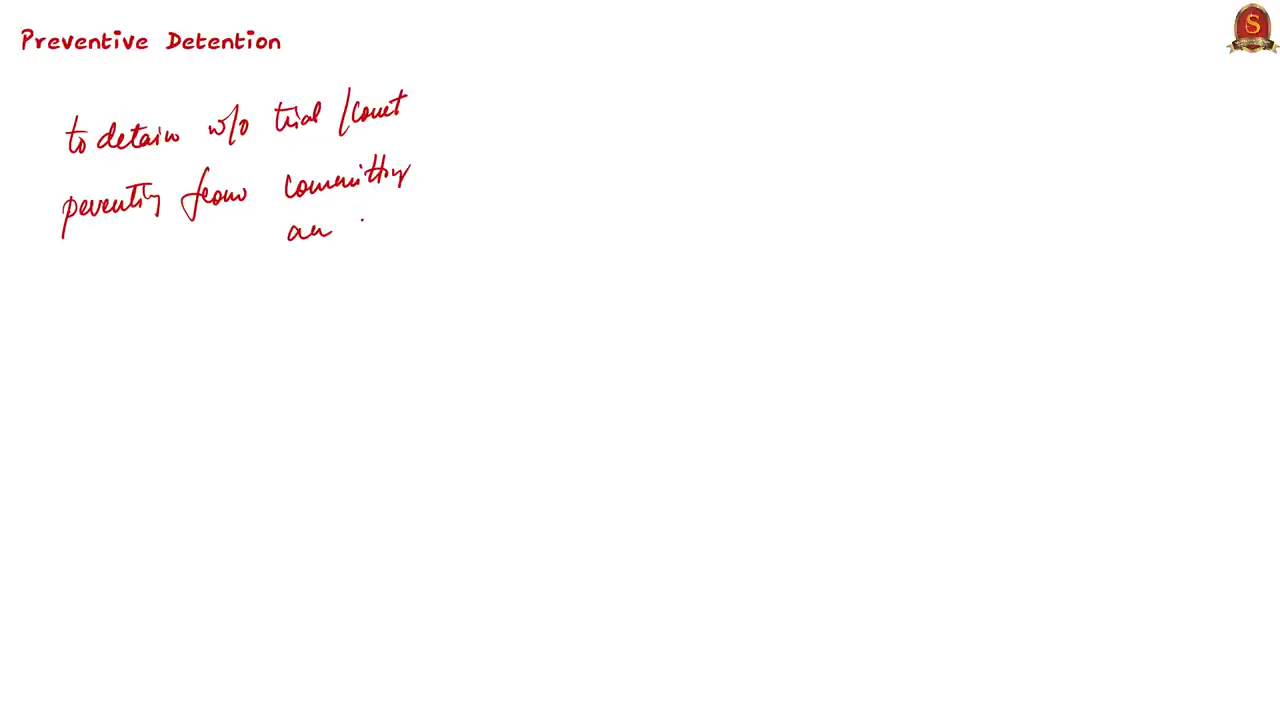 Preventive Detention
to detain w/o trial / court
preventing from committing
an
S